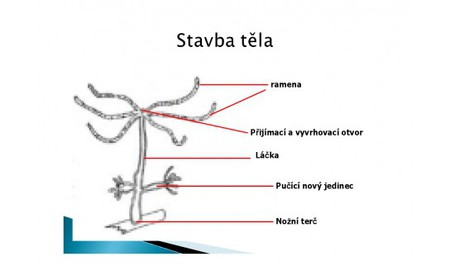 Stavba těla
ramena
Přijímací a vyvrhovací otvor
Láčka
Pučící nový jedinec
Nožní terč